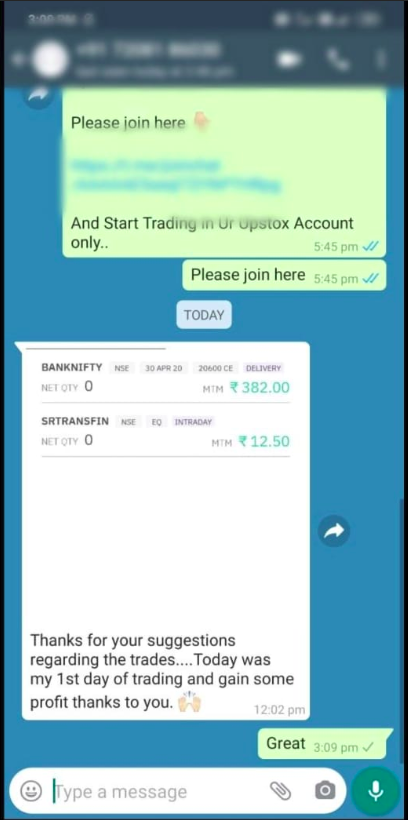 3:09 PM
Please join here
And Start Trading in Ur Upstox Account
only.. 5:45 pm
Please join here 5:45 pm
TODAY
BANKNIFTY NSE 30 APR 20 20600 CE DELIVERY
NET QTY 0 MTM ₹ 382.00
SRTRANSFIN NSE EQ INTRADAY
NET QTY 0 MTM ₹ 12.50
Thanks for your suggestions
regarding the trades....Today was
my 1st day of trading and gain some
profit thanks to you. 🙌🏻
12:02 pm
Great 3:09 pm
Type a message